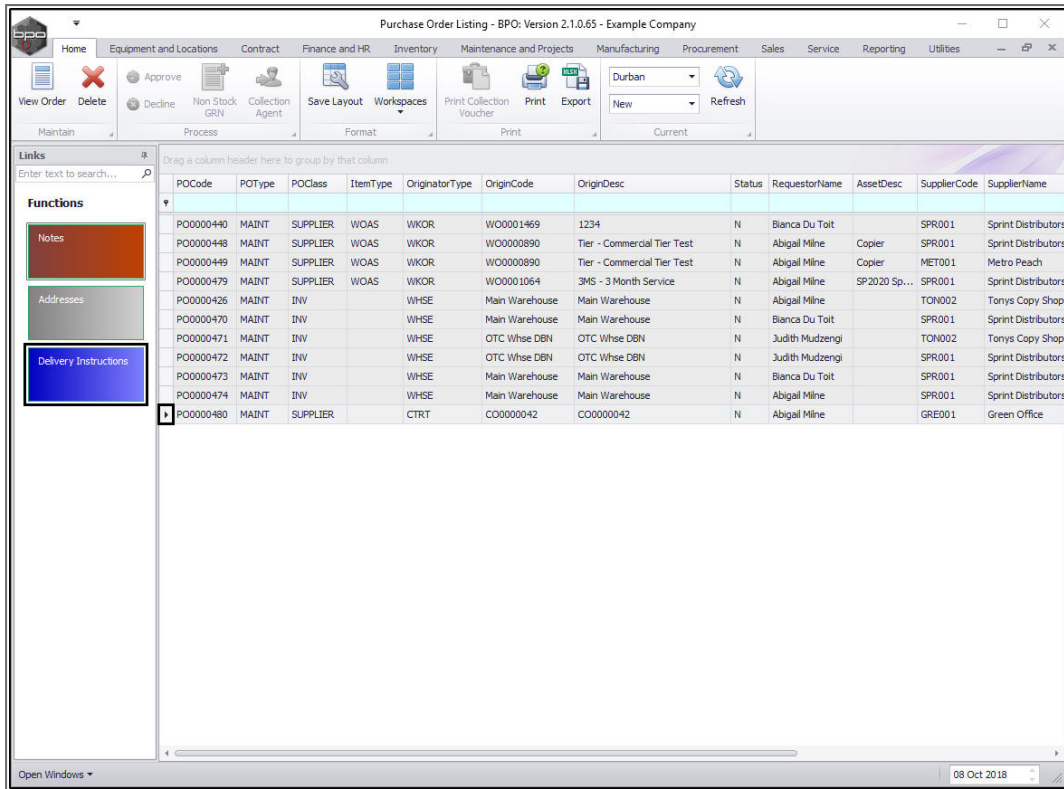 bpo
Purchase Order Listing - BPO: Version 2.1.0.65 - Example Company
Home Equipment and Locations Contract Finance and HR Inventory Maintenance and Projects Manufacturing Procurement Sales Service Reporting Utilities
View Order Delete Approve Decline Non Stock GRN Collection Agent Save Layout Workspaces Print Collection Voucher Print XLSX Export Durban New Refresh
Maintain Process Format Print Current
Links
Enter text to search...
Functions
Notes
Addresses
Delivery Instructions
Drag a column header here to group by that column
POCode POType POClass ItemType OriginatorType OriginCode OriginDesc Status RequestorName AssetDesc SupplierCode SupplierName
PO0000440 MAINT SUPPLIER WOAS WKOR WO0001469 1234 N Bianca Du Toit SPR001 Sprint Distributors
PO0000448 MAINT SUPPLIER WOAS WKOR WO0000890 Tier - Commercial Tier Test N Abigail Milne Copier SPR001 Sprint Distributors
PO0000449 MAINT SUPPLIER WOAS WKOR WO0000890 Tier - Commercial Tier Test N Abigail Milne Copier MET001 Metro Peach
PO0000479 MAINT SUPPLIER WOAS WKOR WO0001064 3MS - 3 Month Service N Abigail Milne SP2020 Sp... SPR001 Sprint Distributors
PO0000426 MAINT INV WHSE Main Warehouse Main Warehouse N Abigail Milne TON002 Tonys Copy Shop
PO0000470 MAINT INV WHSE Main Warehouse Main Warehouse N Bianca Du Toit SPR001 Sprint Distributors
PO0000471 MAINT INV WHSE OTC Whse DBN OTC Whse DBN N Judith Mudzengi TON002 Tonys Copy Shop
PO0000472 MAINT INV WHSE OTC Whse DBN OTC Whse DBN N Judith Mudzengi SPR001 Sprint Distributors
PO0000473 MAINT INV WHSE Main Warehouse Main Warehouse N Bianca Du Toit SPR001 Sprint Distributors
PO0000474 MAINT INV WHSE Main Warehouse Main Warehouse N Abigail Milne SPR001 Sprint Distributors
PO0000480 MAINT SUPPLIER CTRT CO0000042 CO0000042 N Abigail Milne GRE001 Green Office
Open Windows 08 Oct 2018